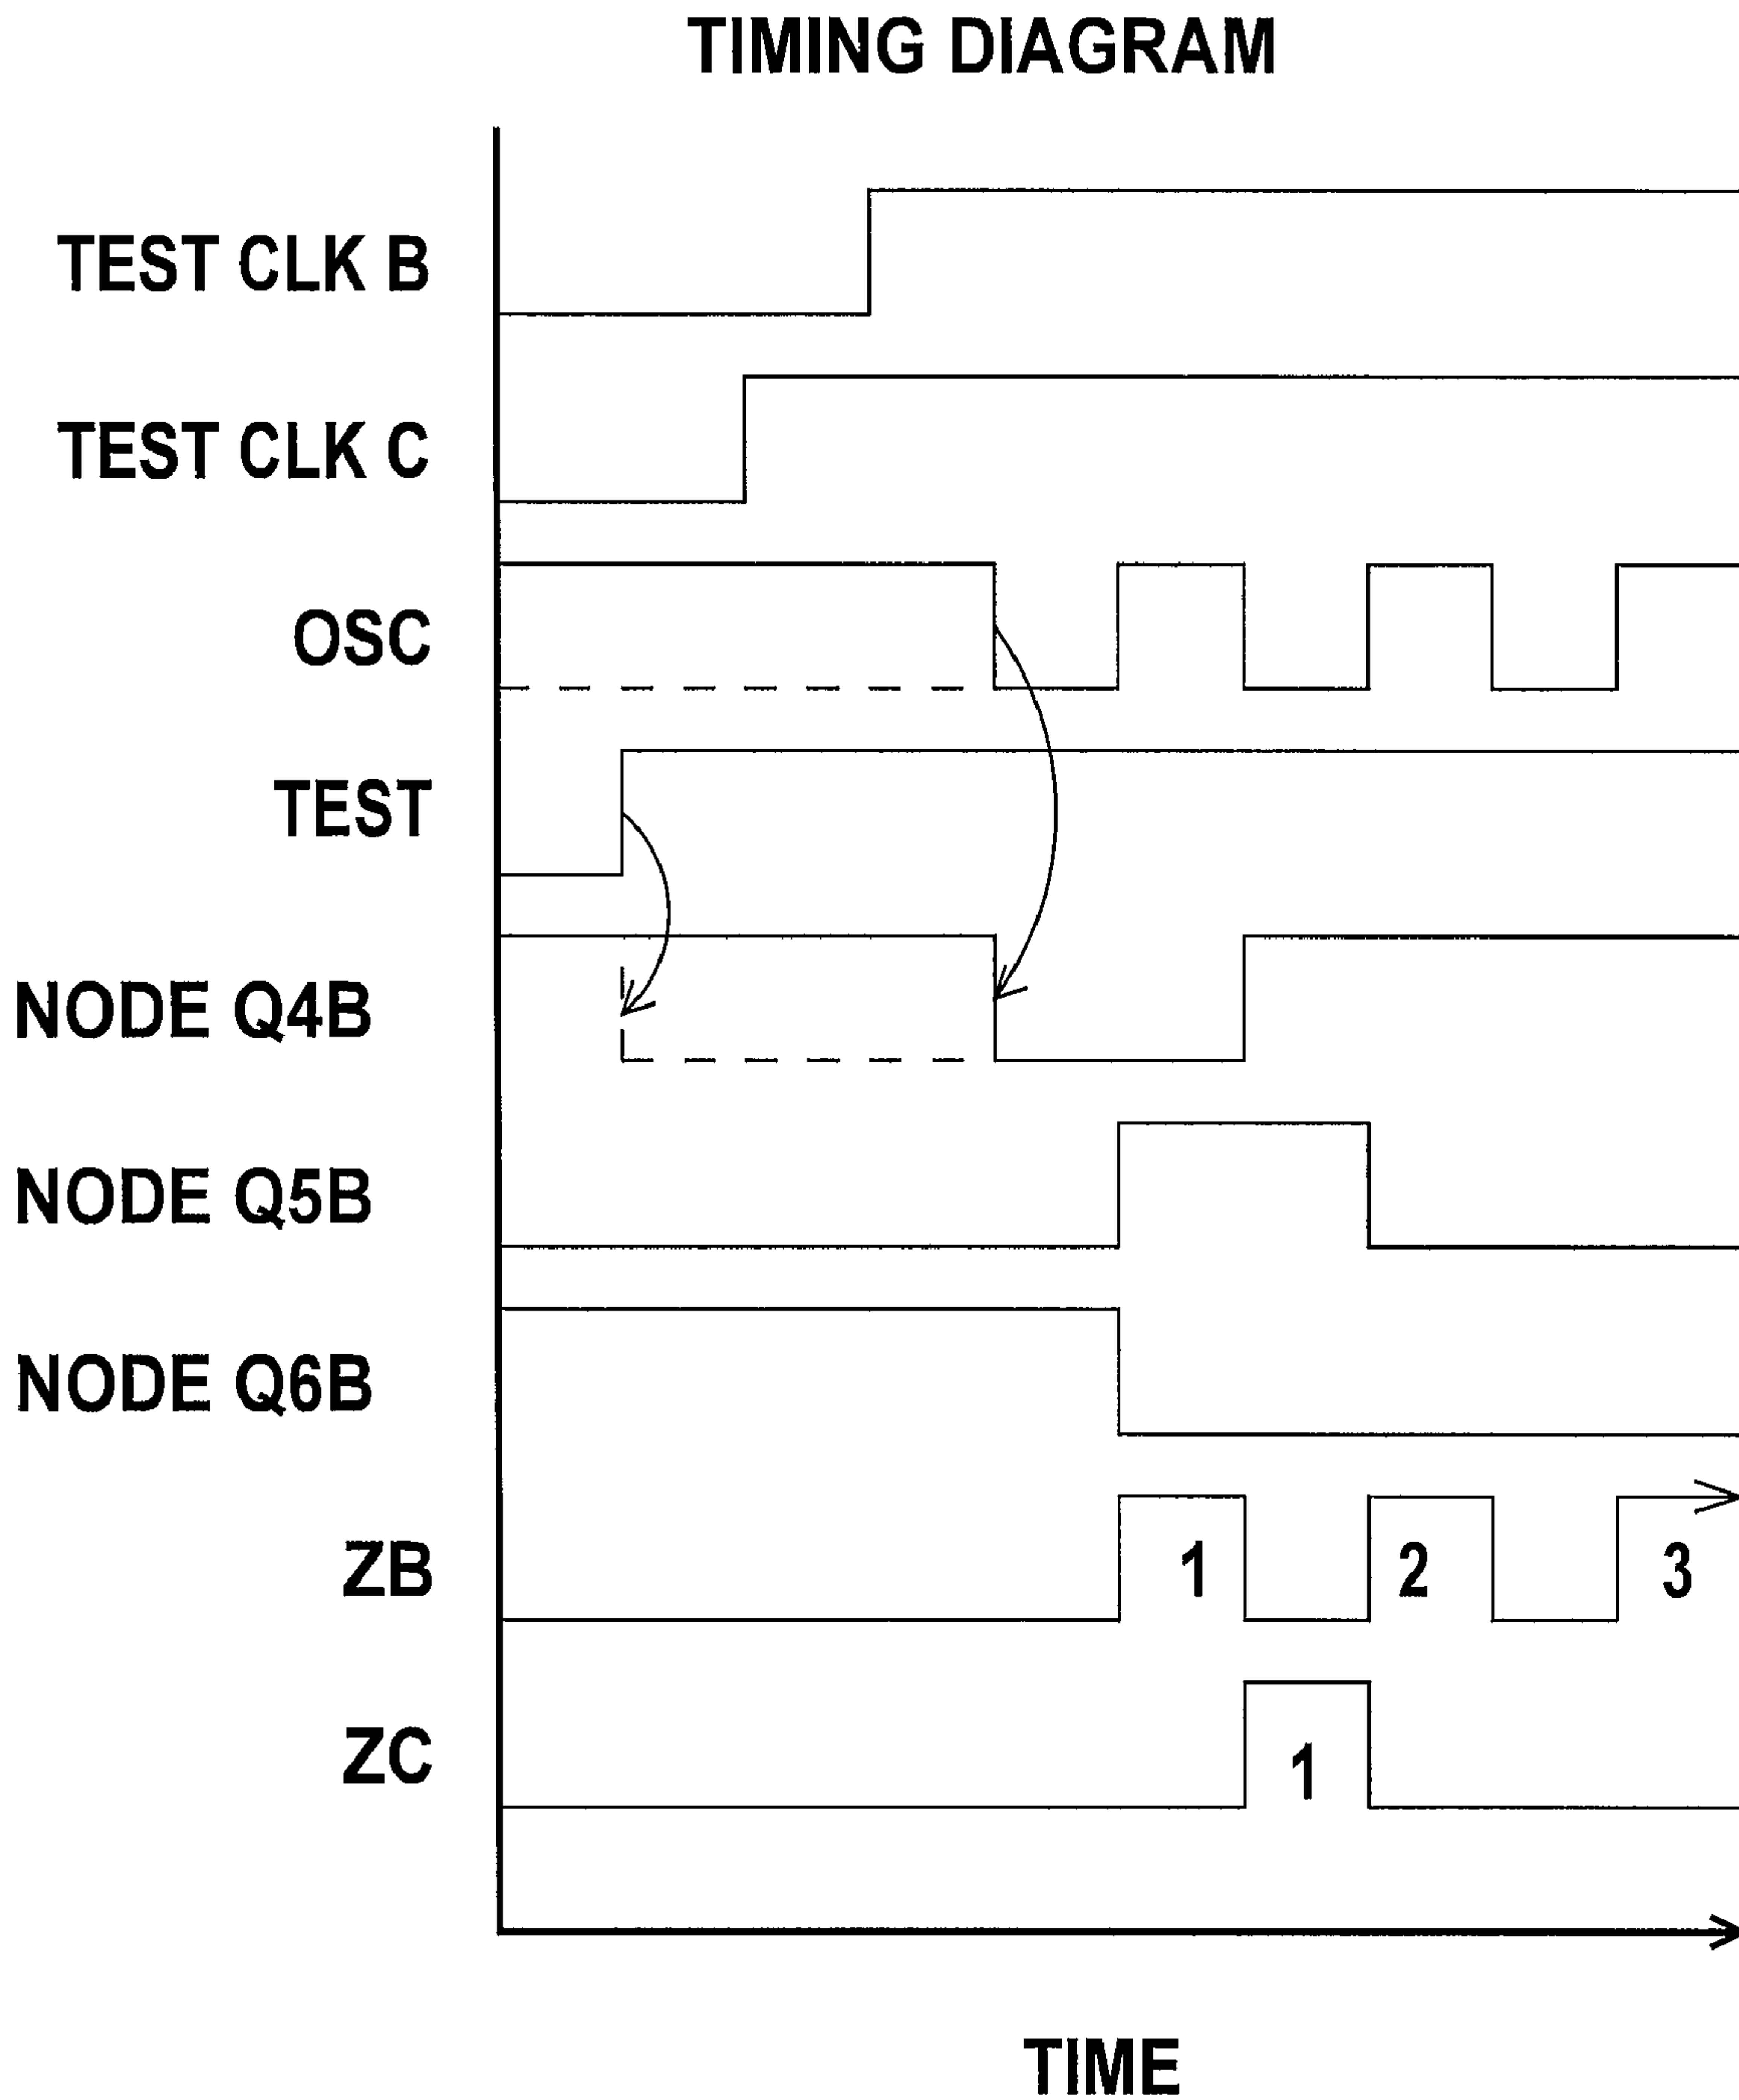 TIMING DIAGRAM
TEST CLK B
TEST CLK C
OSC
TEST
NODE Q4B
NODE Q5B
NODE Q6B
ZB 1 2 3
ZC 1
TIME